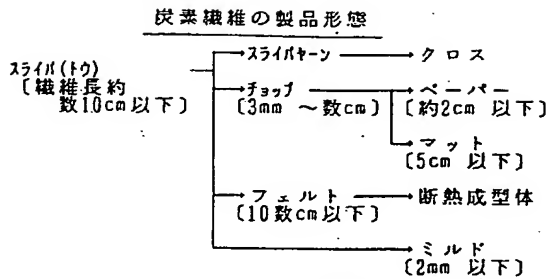 炭素繊維の製品形態
スライバヤーン クロス
スライバ(トウ)
〔繊維長約
数10cm以下〕
チョップ ペーパー
〔3mm ~数cm〕 〔約2cm 以下〕
マット
〔5cm 以下〕
フェルト 断熱成型体
〔10数cm以下〕
ミルド
〔2mm 以下〕